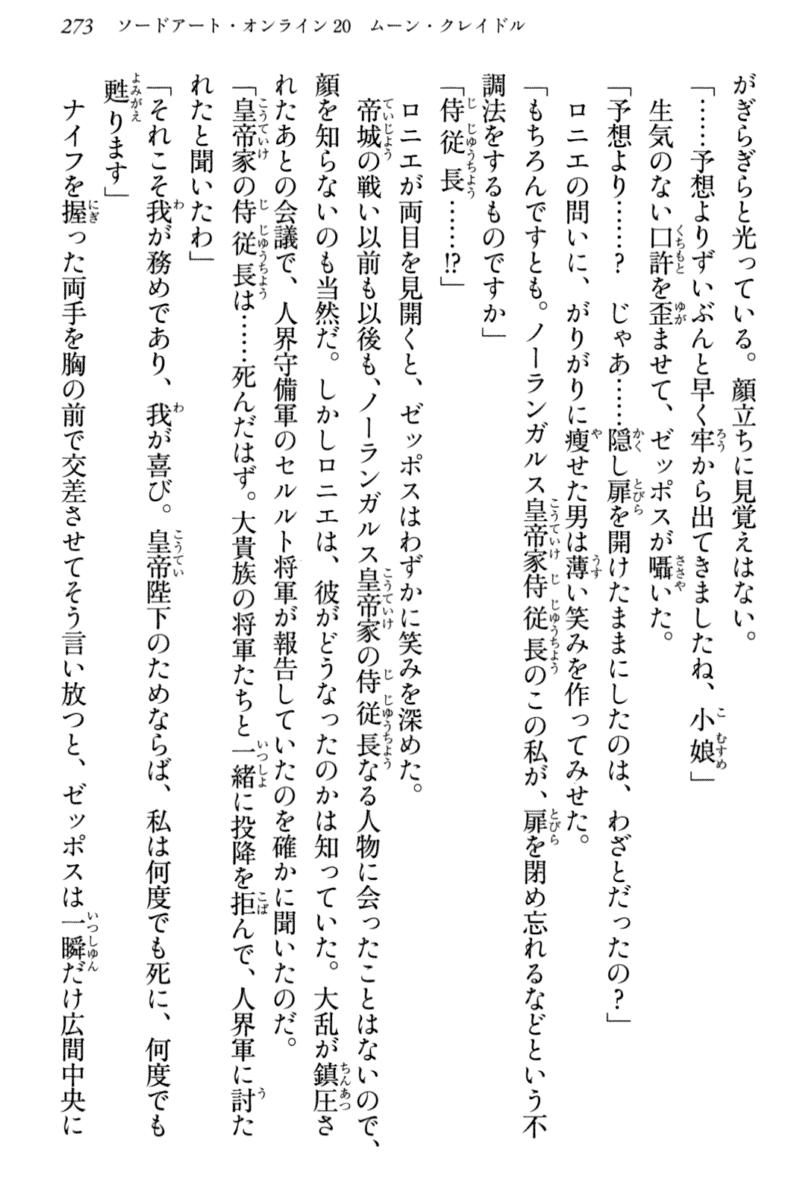 273　ソードアート・オンライン20　ムーン・クレイドル
がぎらぎらと光っている。顔立ちに見覚えはない。
「……予想よりずいぶんと早く牢から出てきましたね、小娘」
生気のない口許を歪ませて、ゼッポスが囁いた。
「予想より……？　じゃあ……隠し扉を開けたままにしたのは、わざとだったの？」
ロニエの問いに、がりがりに瘦せた男は薄い笑みを作ってみせた。
「もちろんですとも。ノーランガルス皇帝家侍従長のこの私が、扉を閉め忘れるなどという不
調法をするものですか」
「侍従長……!?」
ロニエが両目を見開くと、ゼッポスはわずかに笑みを深めた。
帝城の戦い以前も以後も、ノーランガルス皇帝家の侍従長なる人物に会ったことはないので、
顔を知らないのも当然だ。しかしロニエは、彼がどうなったのかは知っていた。大乱が鎮圧さ
れたあとの会議で、人界守備軍のセルルト将軍が報告していたのを確かに聞いたのだ。
「皇帝家の侍従長は……死んだはず。大貴族の将軍たちと一緒に投降を拒んで、人界軍に討た
れたと聞いたわ」
「それこそ我が務めであり、我が喜び。皇帝陛下のためならば、私は何度でも死に、何度でも
甦ります」
ナイフを握った両手を胸の前で交差させてそう言い放つと、ゼッポスは一瞬だけ広間中央に